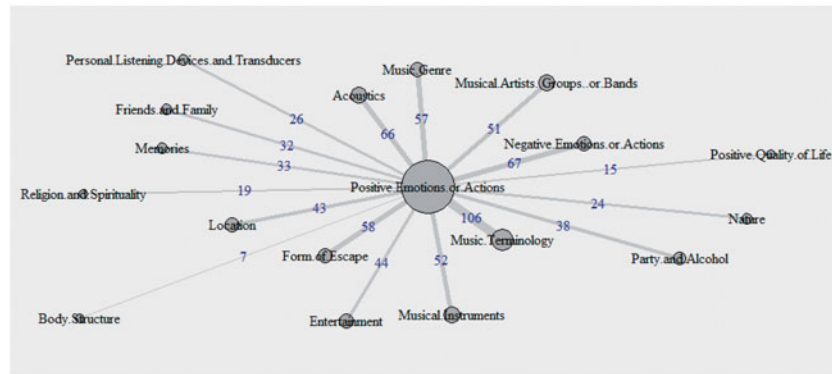 Personal.Listening.Devices.and.Transducers
Music.Genre
Musical.Artists..Groups..or.Bands
Acoustics
57
Friends.and.Family
26
66
51
Negative.Emotions.or.Actions
Memories
32
67
Positive.Quality.of.Life
33
15
Religion.and.Spirituality
19
Positive.Emotions.or.Actions
24
Nature
Location
43
106
38
58
Music.Terminology
7
Form.of.Escape
44
52
Party.and.Alcohol
Body.Structure
Entertainment
Musical.Instruments